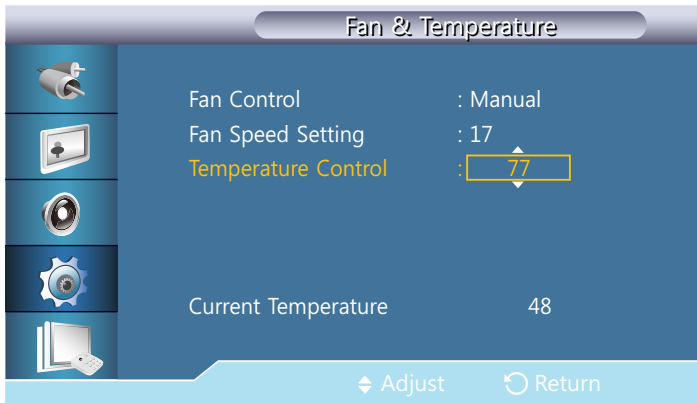 Fan & Temperature
Fan Control : Manual
Fan Speed Setting : 17
Temperature Control : 77
Current Temperature 48
Adjust Return